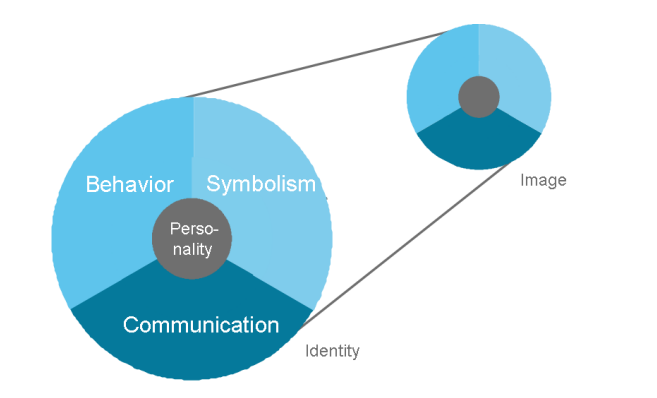 Behavior
Symbolism
Perso-
nality
Communication
Identity
Image